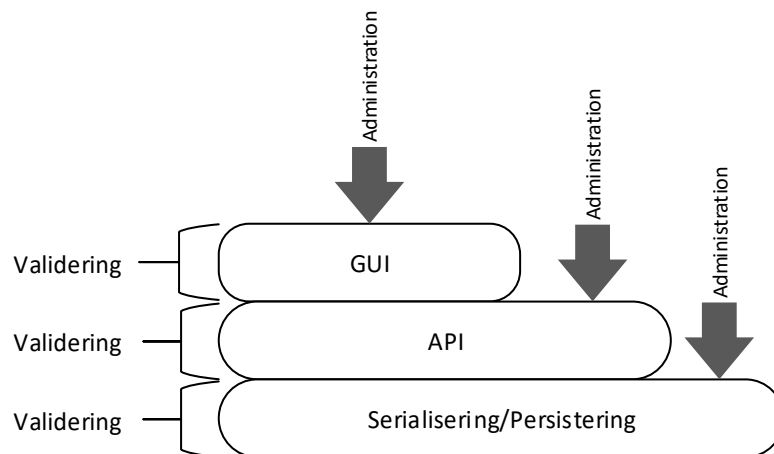 Administration
Administration
Administration
Validering
GUI
Validering
API
Validering
Serialisering/Persistering